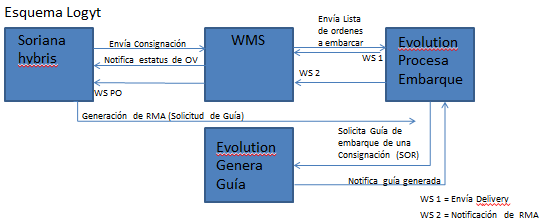 Esquema Logyt
Soriana
hybris
Envía Consignación
Notifica estatus de OV
WS PO
WMS
Envía Lista
de ordenes
a embarcar
WS 1
WS 2
Evolution
Procesa
Embarque
Generación de RMA (Solicitud de Guía)
Solicita Guía de
embarque de una
Consignación (SOR)
Evolution
Genera
Guía
Notifica guía generada
WS 1 = Envía Delivery
WS 2 = Notificación de RMA